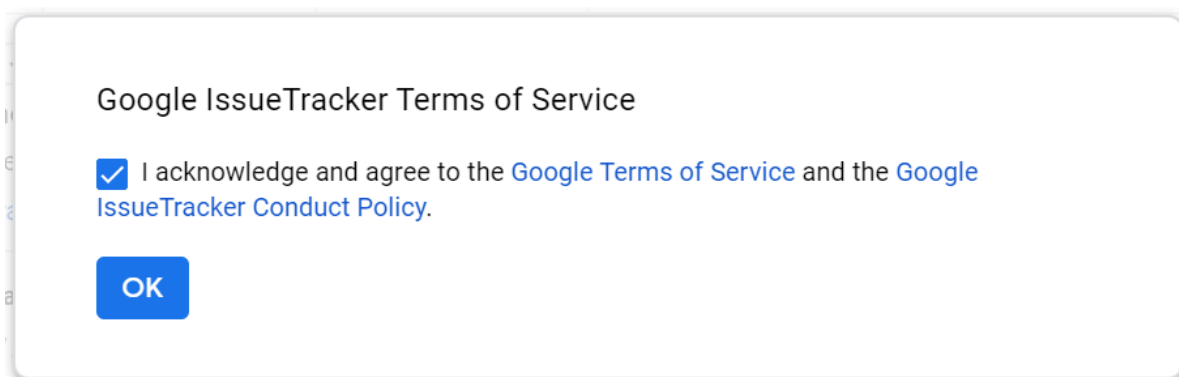 Google IssueTracker Terms of Service
I acknowledge and agree to the Google Terms of Service and the Google
IssueTracker Conduct Policy.
OK